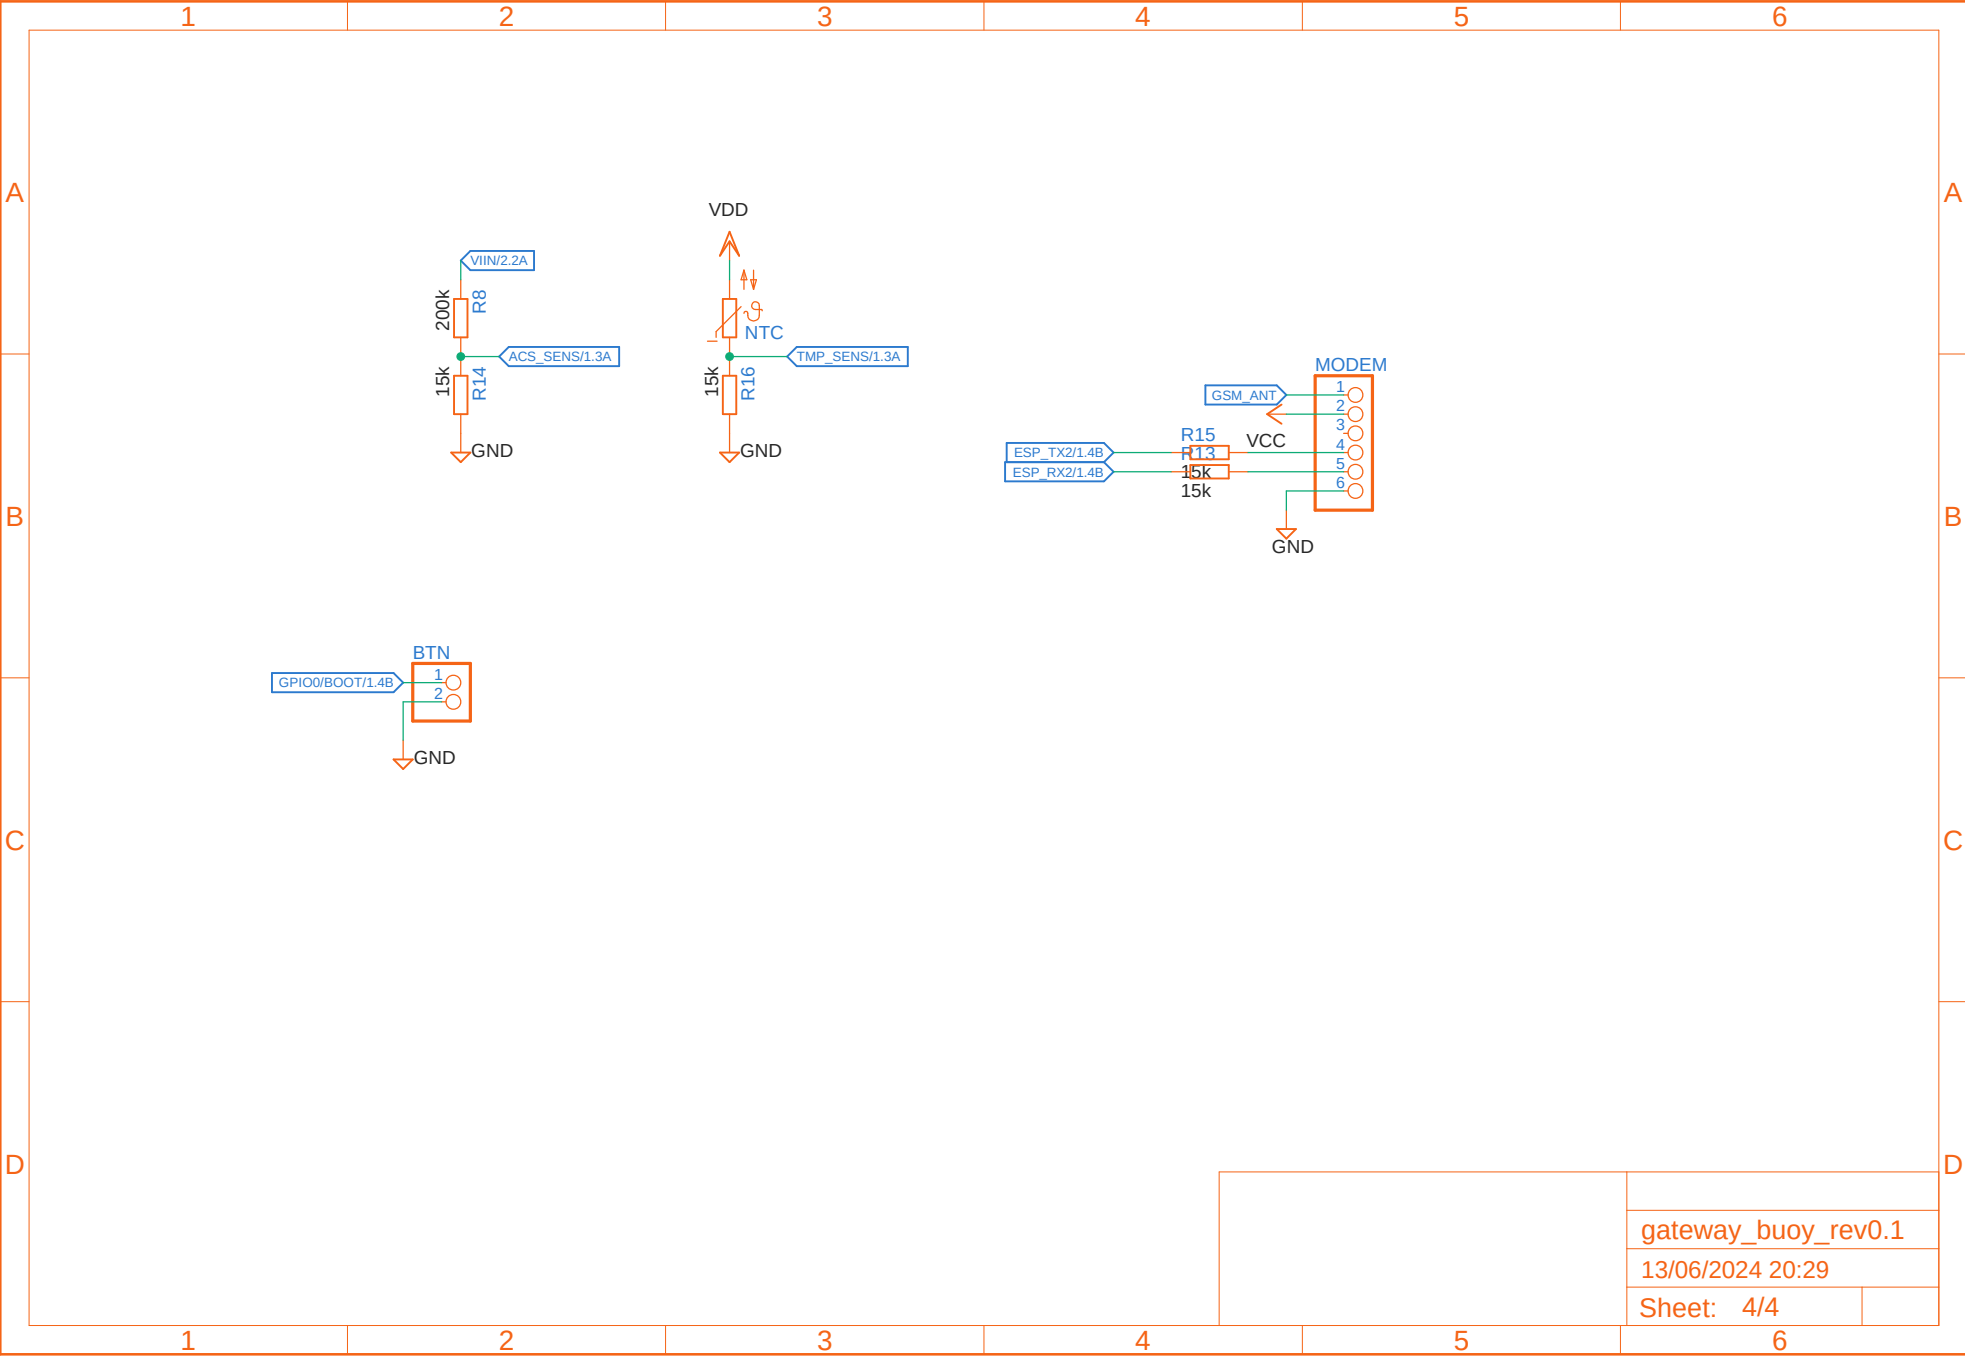 1 2 3 4 5 6
A A
VDD
VIIN/2.2A
200k R8
NTC
ACS_SENS/1.3A
TMP_SENS/1.3A
15k R14
15k R16
GND
GND
MODEM
GSM_ANT
1
2
3
4
5
6
VCC
R15
R13
ESP_TX2/1.4B
ESP_RX2/1.4B
15k
15k
GND
B B
BTN
GPIO0/BOOT/1.4B
1
2
GND
C C
D D
gateway_buoy_rev0.1
13/06/2024 20:29
Sheet: 4/4
1 2 3 4 5 6